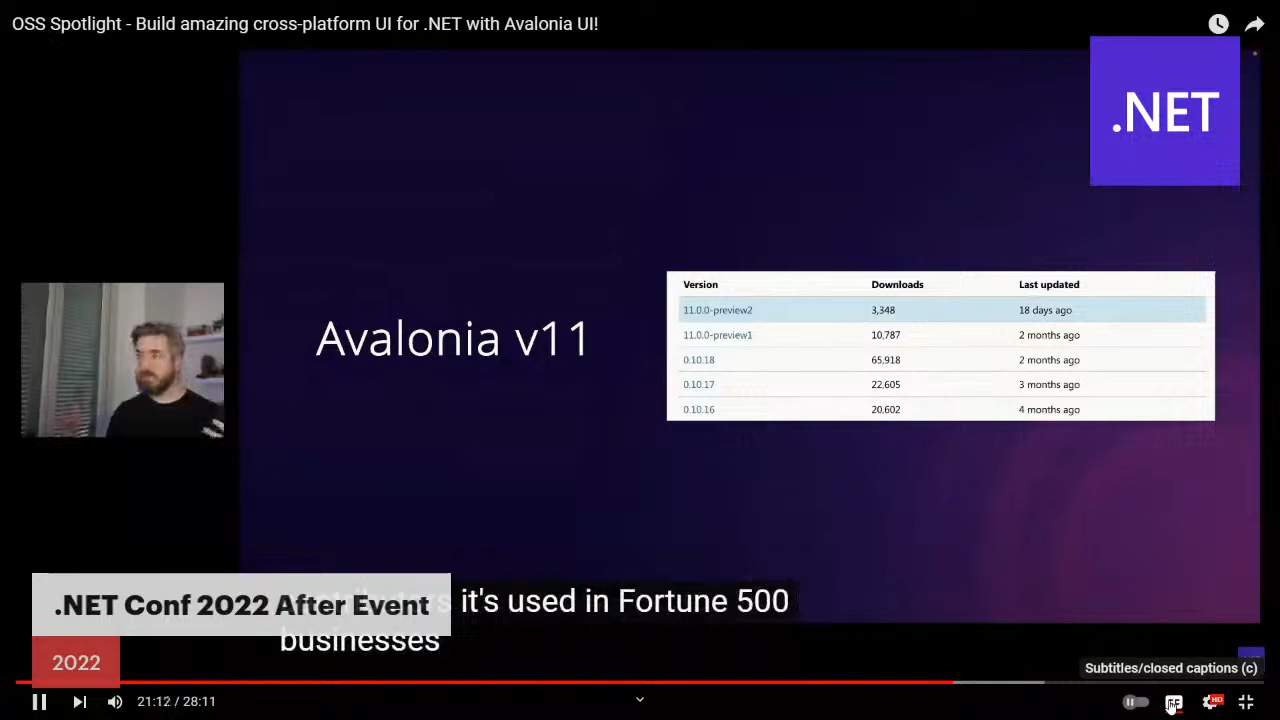 OSS Spotlight - Build amazing cross-platform UI for .NET with Avalonia UI!
.NET
Avalonia v11
Version Downloads Last updated
11.0.0-preview2 3,348 18 days ago
11.0.0-preview1 10,787 2 months ago
0.10.18 65,918 2 months ago
0.10.17 22,605 3 months ago
0.10.16 20,602 4 months ago
.NET Conf 2022 After Event
it's used in Fortune 500
businesses
2022
Subtitles/closed captions (c)
21:12 / 28:11
HD